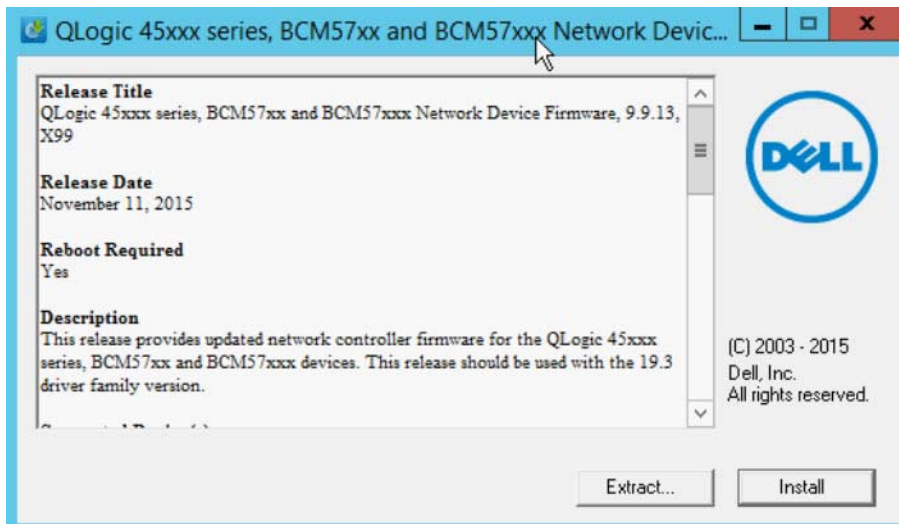 QLogic 45xxx series, BCM57xx and BCM57xxx Network Devic...
Release Title
QLogic 45xxx series, BCM57xx and BCM57xxx Network Device Firmware, 9.9.13,
X99
Release Date
November 11, 2015
Reboot Required
Yes
Description
This release provides updated network controller firmware for the QLogic 45xxx
series, BCM57xx and BCM57xxx devices. This release should be used with the 19.3
driver family version.
DELL
(C) 2003 - 2015
Dell, Inc.
All rights reserved.
Extract...
Install